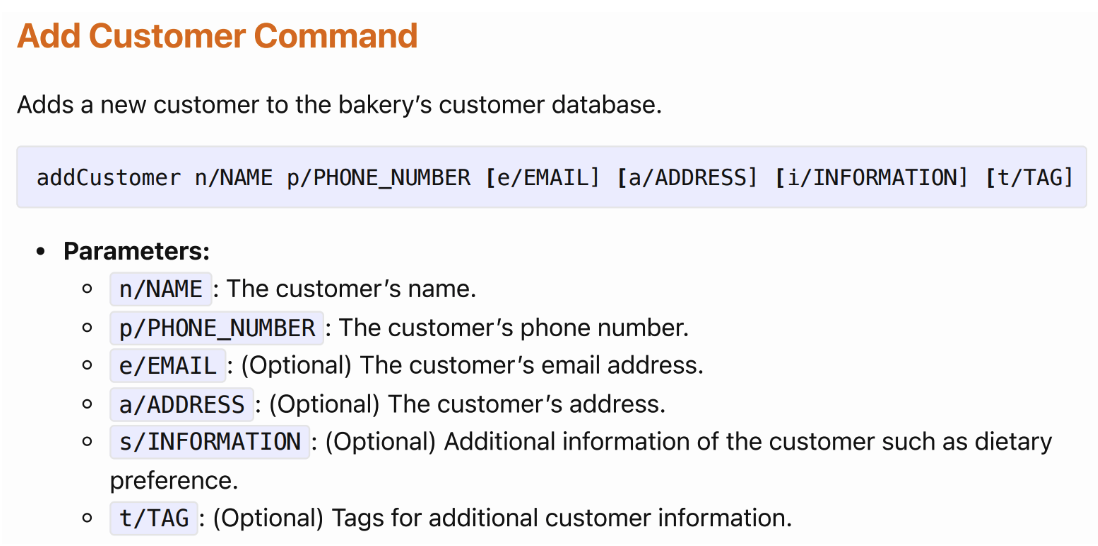 Add Customer Command
Adds a new customer to the bakery’s customer database.
addCustomer n/NAME p/PHONE_NUMBER [e/EMAIL] [a/ADDRESS] [i/INFORMATION] [t/TAG]
• Parameters:
◦ n/NAME : The customer’s name.
◦ p/PHONE_NUMBER : The customer’s phone number.
◦ e/EMAIL : (Optional) The customer’s email address.
◦ a/ADDRESS : (Optional) The customer’s address.
◦ s/INFORMATION : (Optional) Additional information of the customer such as dietary
preference.
◦ t/TAG : (Optional) Tags for additional customer information.